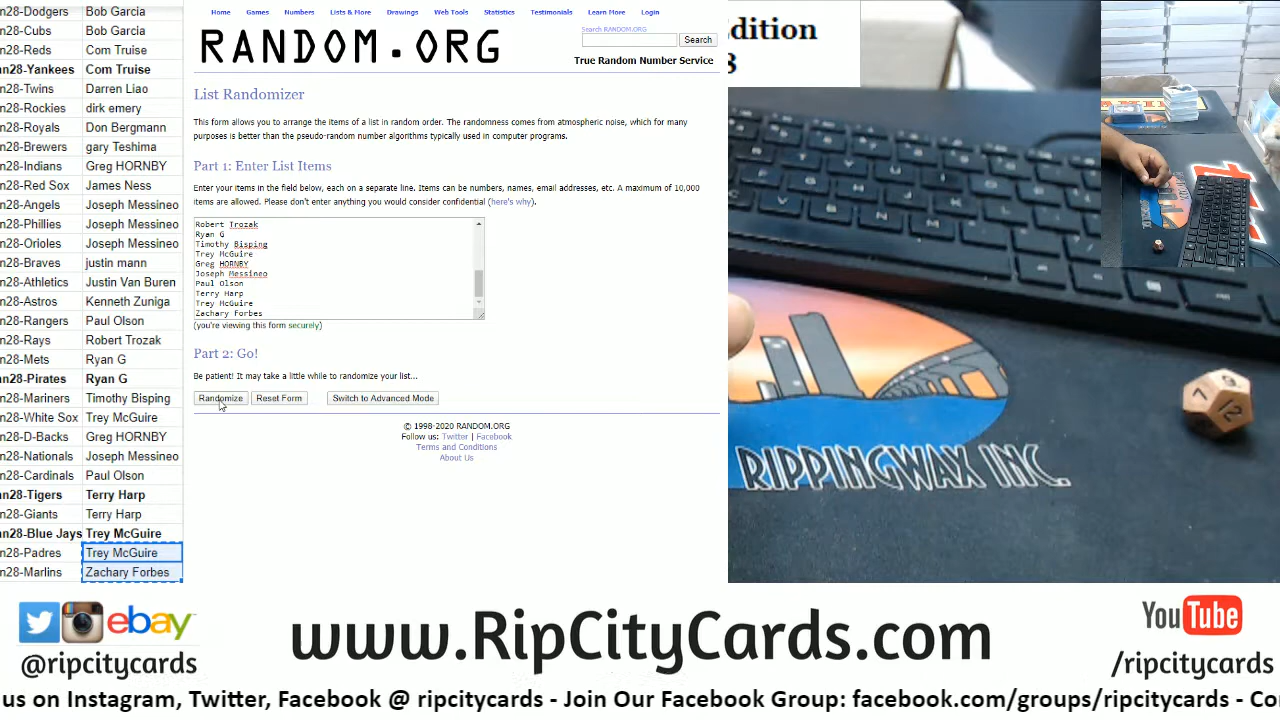 n28-Dodgers Bob Garcia
n28-Cubs Bob Garcia
n28-Reds Com Truise
an28-Yankees Com Truise
n28-Twins Darren Liao
n28-Rockies dirk emery
n28-Royals Don Bergmann
n28-Brewers gary Teshima
n28-Indians Greg HORNBY
n28-Red Sox James Ness
n28-Angels Joseph Messineo
n28-Phillies Joseph Messineo
n28-Orioles Joseph Messineo
n28-Braves justin mann
n28-Athletics Justin Van Buren
n28-Astros Kenneth Zuniga
n28-Rangers Paul Olson
n28-Rays Robert Trozak
n28-Mets Ryan G
an28-Pirates Ryan G
n28-Mariners Timothy Bisping
n28-White Sox Trey McGuire
n28-D-Backs Greg HORNBY
n28-Nationals Joseph Messineo
n28-Cardinals Paul Olson
an28-Tigers Terry Harp
n28-Giants Terry Harp
an28-Blue Jays Trey McGuire
n28-Padres Trey McGuire
n28-Marlins Zachary Forbes
Home Games Numbers Lists & More Drawings Web Tools Statistics Testimonials Learn More Login
RANDOM.ORG
Search RANDOM.ORG
Search
True Random Number Service
List Randomizer
This form allows you to arrange the items of a list in random order. The randomness comes from atmospheric noise, which for many
purposes is better than the pseudo-random number algorithms typically used in computer programs.
Part 1: Enter List Items
Enter your items in the field below, each on a separate line. Items can be numbers, names, email addresses, etc. A maximum of 10,000
items are allowed. Please don't enter anything you would consider confidential (here's why).
Robert Trozak
Ryan G
Timothy Bisping
Trey McGuire
Greg HORNBY
Joseph Messineo
Paul Olson
Terry Harp
Trey McGuire
Zachary Forbes
(you're viewing this form securely)
Part 2: Go!
Be patient! It may take a little while to randomize your list...
Randomize Reset Form Switch to Advanced Mode
© 1998-2020 RANDOM.ORG
Follow us: Twitter | Facebook
Terms and Conditions
About Us
dition
8
7 9 12
RIPPINGWAX INC.
ebay
@ripcitycards
www.RipCityCards.com
YouTube
/ripcitycards
us on Instagram, Twitter, Facebook @ ripcitycards - Join Our Facebook Group: facebook.com/groups/ripcitycards - Co